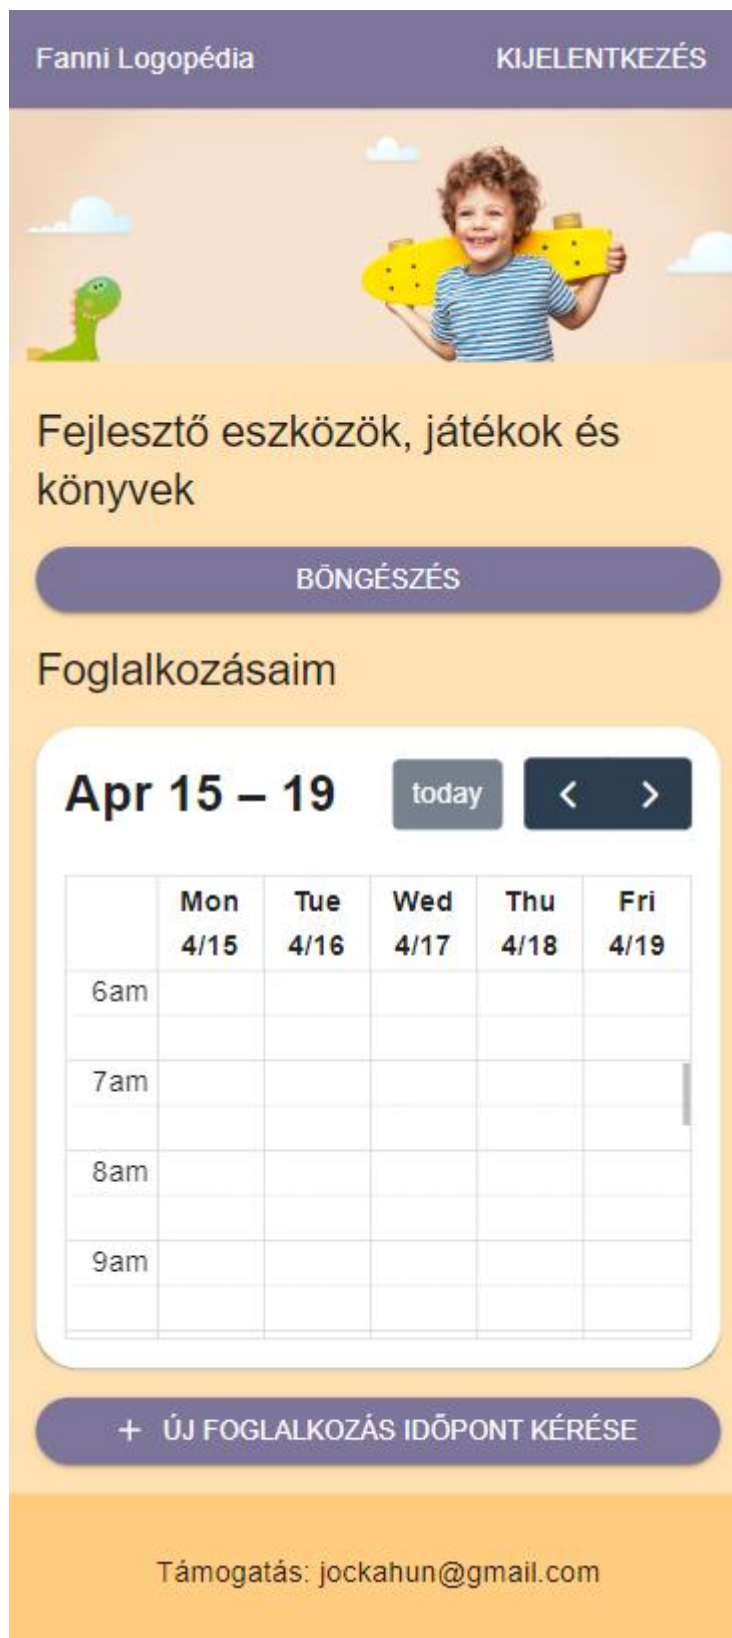 Fanni Logopédia KIJELENTKEZÉS
Fejlesztő eszközök, játékok és
könyvek
BÖNGÉSZÉS
Foglalkozásaim
Apr 15 – 19 today
Mon Tue Wed Thu Fri
4/15 4/16 4/17 4/18 4/19
6am
7am
8am
9am
+ ÚJ FOGLALKOZÁS IDŐPONT KÉRÉSE
Támogatás: jockahun@gmail.com